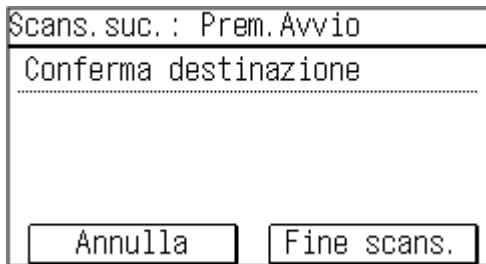 Scans.suc.: Prem.Avvio
Conferma destinazione
Annulla Fine scans.